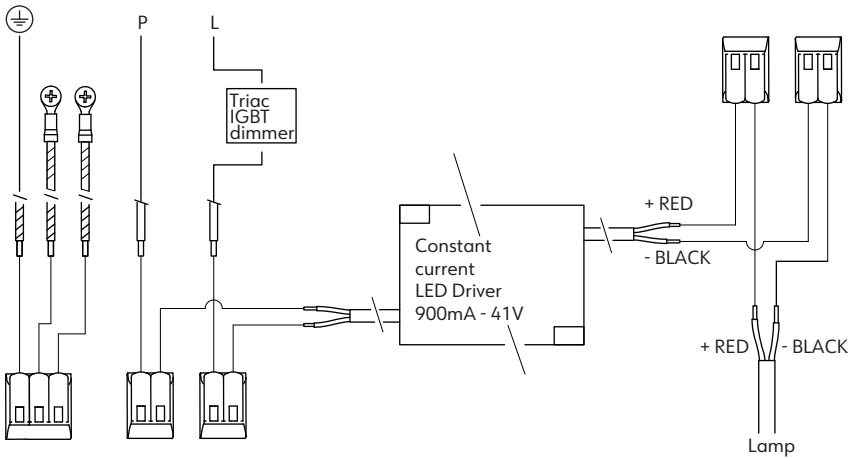 P
L
Triac
IGBT
dimmer
+ RED
- BLACK
Constant
current
LED Driver
900mA - 41V
+ RED
- BLACK
Lamp